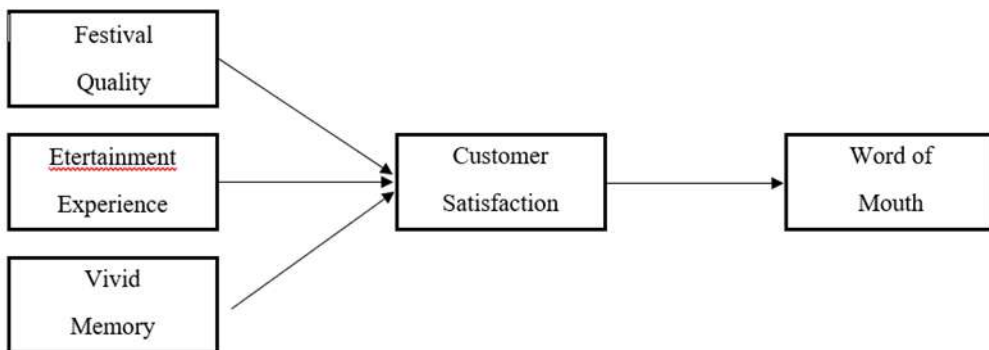 Festival
Quality
Etertainment
Experience
Vivid
Memory
Customer
Satisfaction
Word of
Mouth